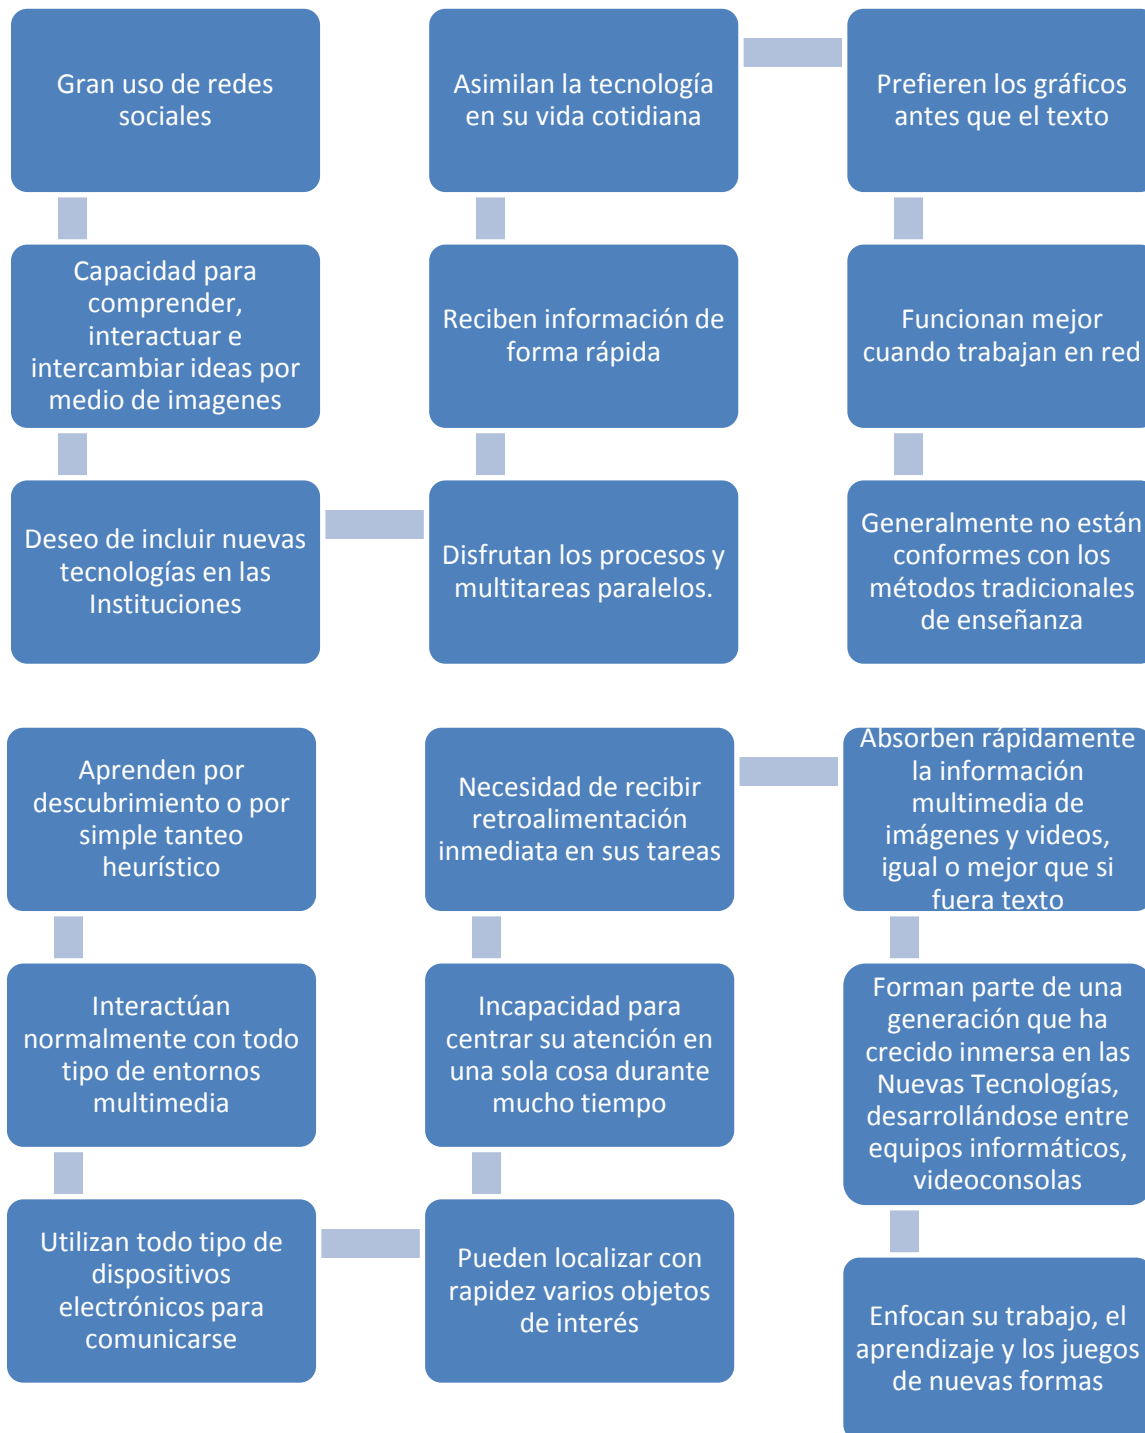 Gran uso de redes
sociales
Capacidad para
comprender,
interactuar e
intercambiar ideas por
medio de imagenes
Deseo de incluir nuevas
tecnologías en las
Instituciones
Disfrutan los procesos y
multitareas paralelos.
Reciben información de
forma rápida
Asimilan la tecnología
en su vida cotidiana
Prefieren los gráficos
antes que el texto
Funcionan mejor
cuando trabajan en red
Generalmente no están
conformes con los
métodos tradicionales
de enseñanza
Aprenden por
descubrimiento o por
simple tanteo
heurístico
Interactúan
normalmente con todo
tipo de entornos
multimedia
Utilizan todo tipo de
dispositivos
electrónicos para
comunicarse
Pueden localizar con
rapidez varios objetos
de interés
Incapacidad para
centrar su atención en
una sola cosa durante
mucho tiempo
Necesidad de recibir
retroalimentación
inmediata en sus tareas
Absorben rápidamente
la información
multimedia de
imágenes y videos,
igual o mejor que si
fuera texto
Forman parte de una
generación que ha
crecido inmersa en las
Nuevas Tecnologías,
desarrollándose entre
equipos informáticos,
videoconsolas
Enfocan su trabajo, el
aprendizaje y los juegos
de nuevas formas